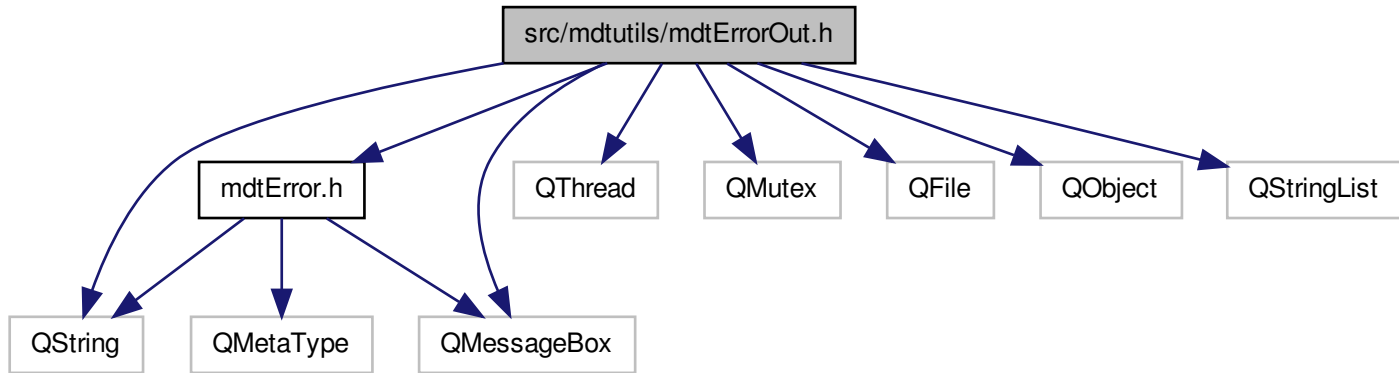 src/mdtutils/mdtErrorOut.h
mdtError.h
QThread
QMutex
QFile
QObject
QStringList
QString
QMetaType
QMessageBox